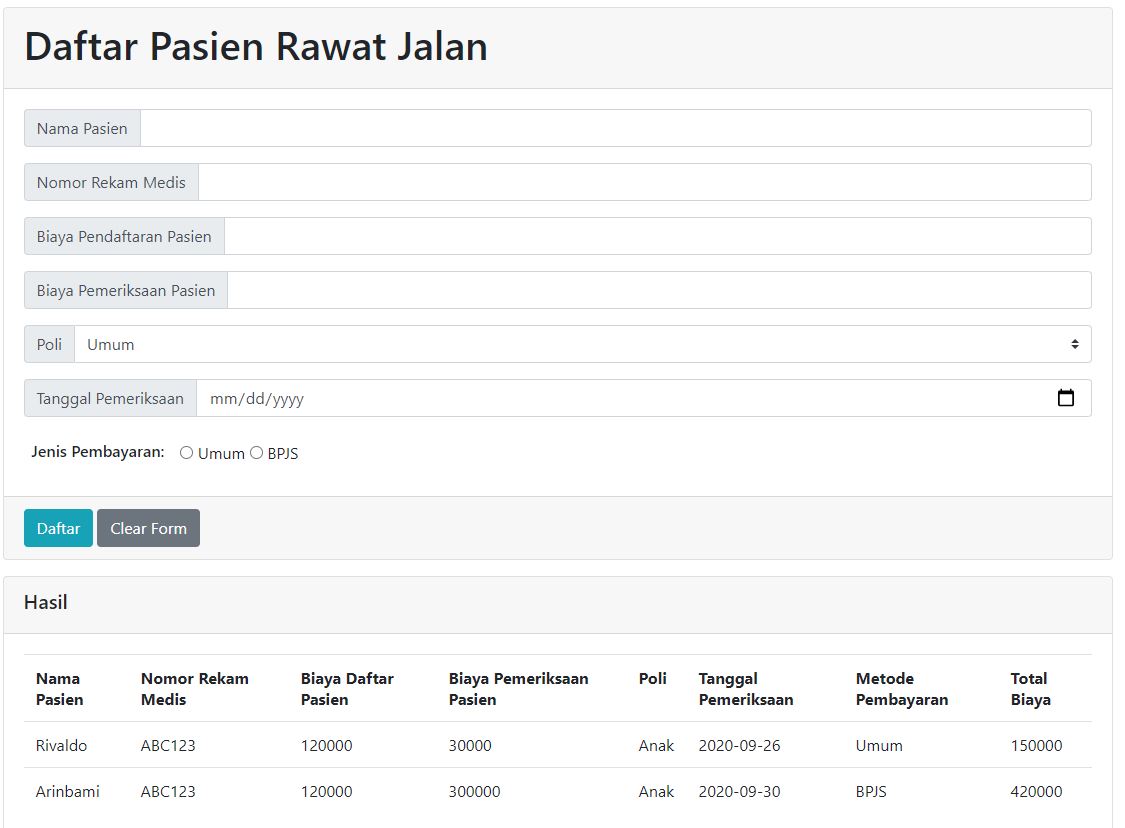 Daftar Pasien Rawat Jalan
Nama Pasien
Nomor Rekam Medis
Biaya Pendaftaran Pasien
Biaya Pemeriksaan Pasien
Poli Umum
Tanggal Pemeriksaan mm/dd/yyyy
Jenis Pembayaran: Umum BPJS
Daftar Clear Form
Hasil
Nama Nomor Rekam Biaya Daftar Biaya Pemeriksaan Poli Tanggal Metode Total
Pasien Medis Pasien Pasien Pemeriksaan Pembayaran Biaya
Rivaldo ABC123 120000 30000 Anak 2020-09-26 Umum 150000
Arinbami ABC123 120000 300000 Anak 2020-09-30 BPJS 420000